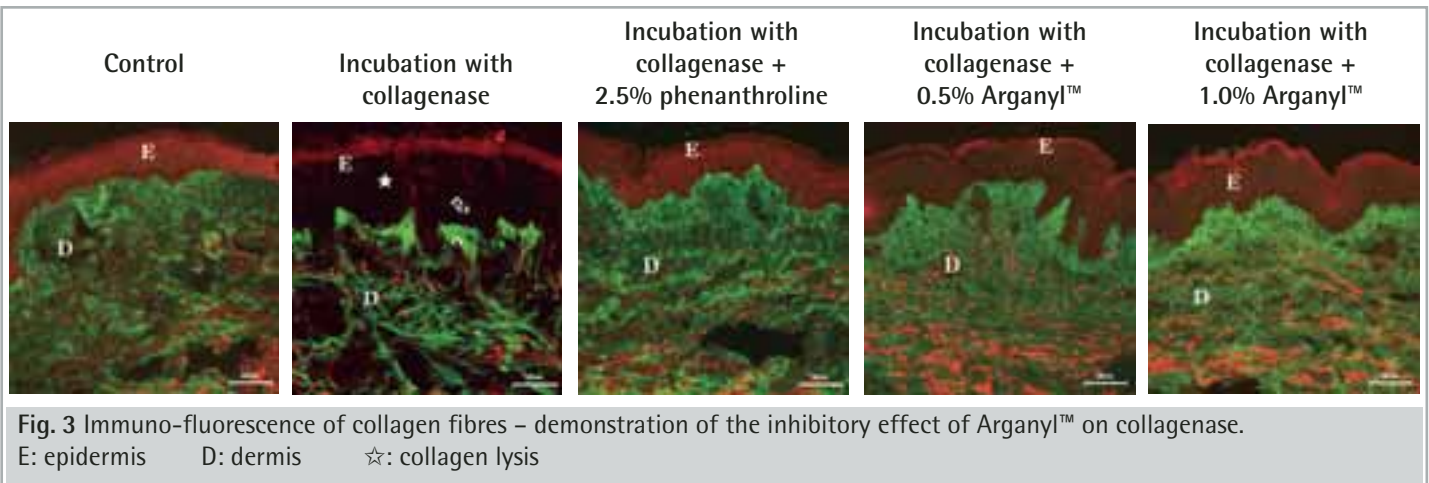 Control
Incubation with
collagenase
Incubation with
collagenase +
2.5% phenanthroline
Incubation with
collagenase +
0.5% Arganyl™
Incubation with
collagenase +
1.0% Arganyl™
E
D
E
D
E
D
E
D
E
D
Fig. 3 Immuno-fluorescence of collagen fibres – demonstration of the inhibitory effect of Arganyl™ on collagenase.
E: epidermis D: dermis ☆: collagen lysis